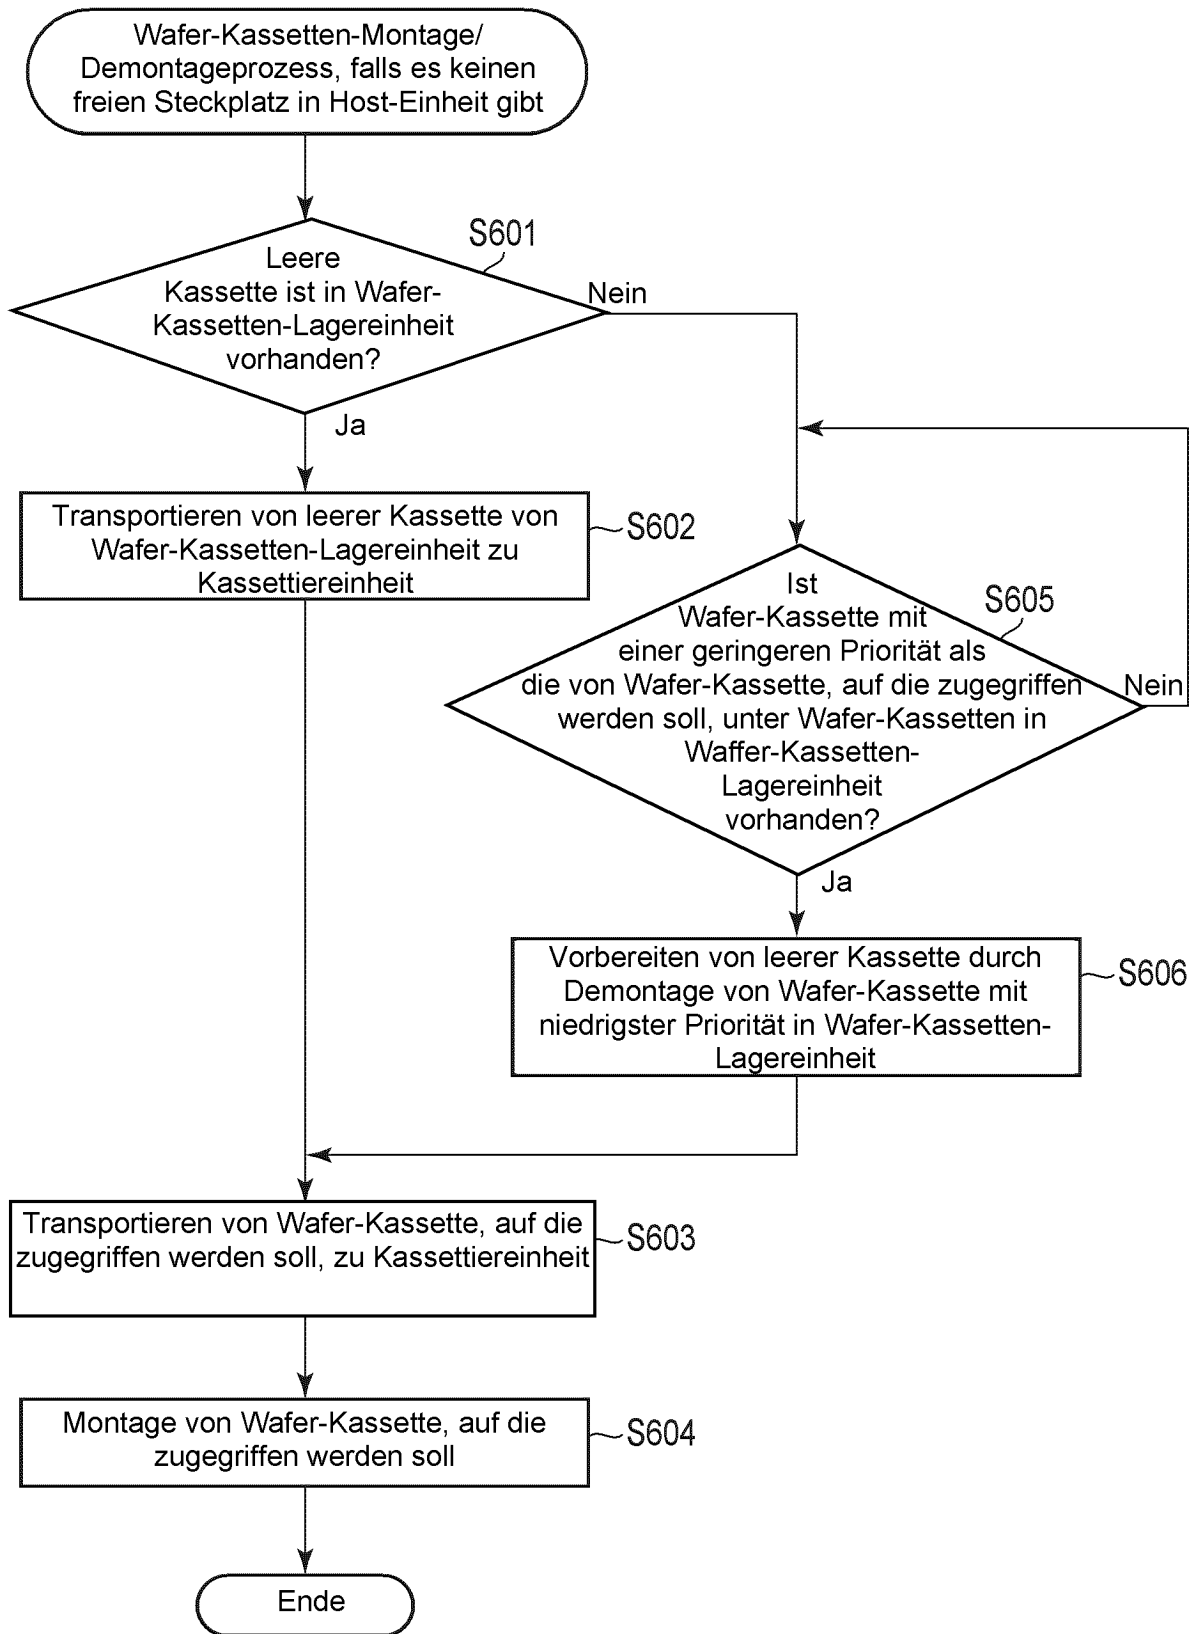 Wafer-Kassetten-Montage/
Demontageprozess, falls es keinen
freien Steckplatz in Host-Einheit gibt
S601
Leere
Kassette ist in Wafer-
Kassetten-Lagereinheit
vorhanden?
Nein
Ja
Transportieren von leerer Kassette von
Wafer-Kassetten-Lagereinheit zu
Kassettiereinheit
S602
S605
Ist
Wafer-Kassette mit
einer geringeren Priorität als
die von Wafer-Kassette, auf die zugegriffen
werden soll, unter Wafer-Kassetten in
Waffer-Kassetten-
Lagereinheit
vorhanden?
Nein
Ja
Vorbereiten von leerer Kassette durch
Demontage von Wafer-Kassette mit
niedrigster Priorität in Wafer-Kassetten-
Lagereinheit
S606
Transportieren von Wafer-Kassette, auf die
zugegriffen werden soll, zu Kassettiereinheit
S603
Montage von Wafer-Kassette, auf die
zugegriffen werden soll
S604
Ende